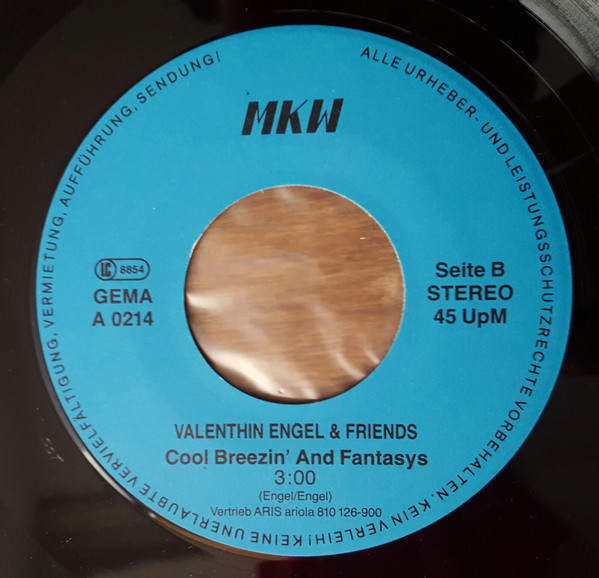 ALLE URHEBER- UND LEISTUNGSSCHUTZRECHTE VORBEHALTEN. KEIN VERLEIH! KEINE UNERLAUBTE VERVIELFÄLTIGUNG, VERMIETUNG, AUFFÜHRUNG, SENDUNG!
MKW
LC 8854
GEMA
A 0214
Seite B
STEREO
45 UpM
VALENTHIN ENGEL & FRIENDS
Cool Breezin' And Fantasys
3:00
(Engel/Engel)
Vertrieb ARIS ariola 810 126-900